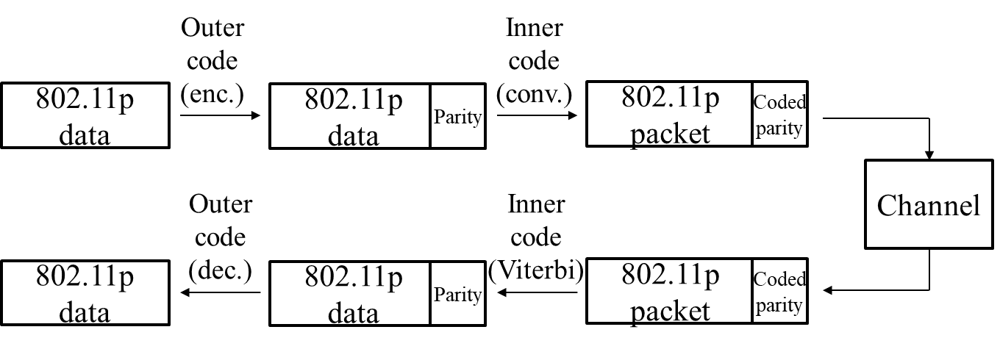 Outer
code
(enc.)
Inner
code
(conv.)
802.11p
data
802.11p
data
Parity
802.11p
packet
Coded
parity
Channel
Outer
code
(dec.)
Inner
code
(Viterbi)
802.11p
data
802.11p
data
Parity
802.11p
packet
Coded
parity